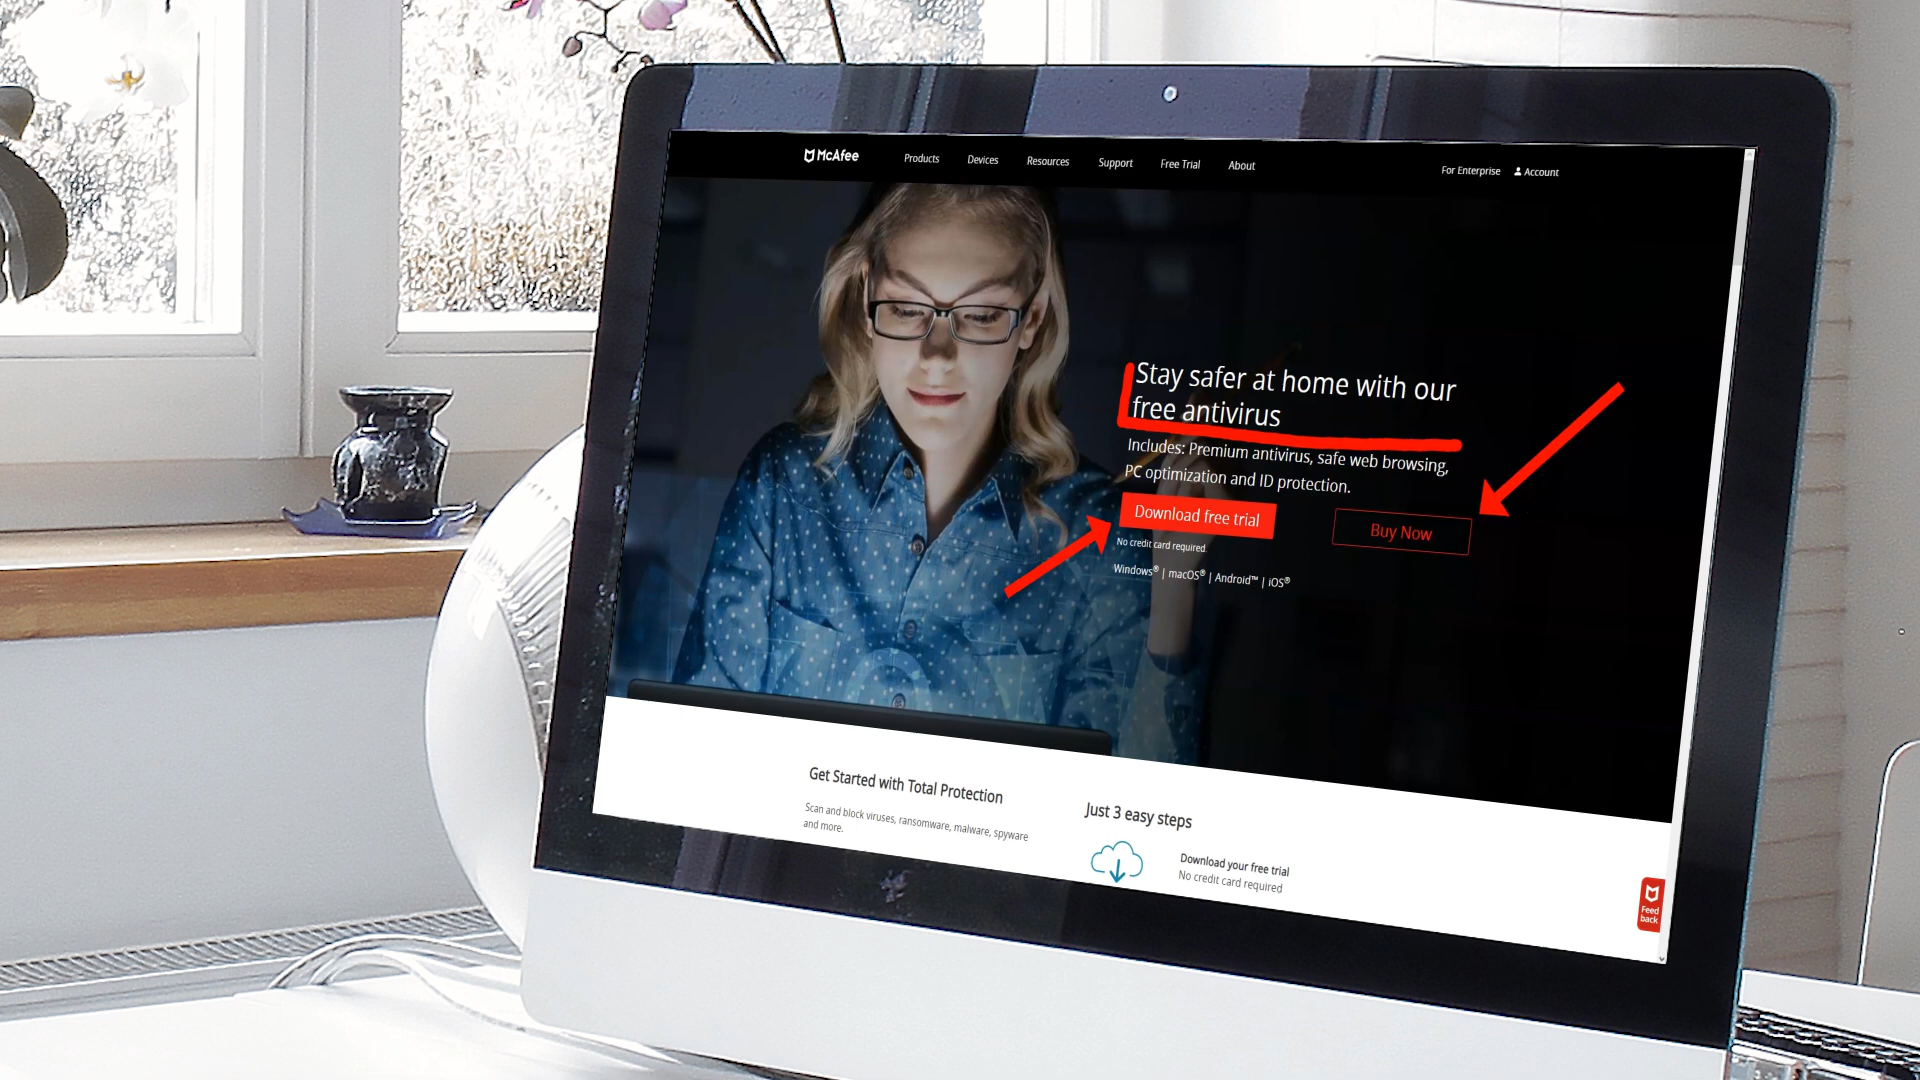 McAfee
Products Devices Resources Support Free Trial About
For Enterprise Account
Stay safer at home with our
free antivirus
Includes: Premium antivirus, safe web browsing,
PC optimization and ID protection.
Download free trial
Buy Now
No credit card required.
Windows® | macOS® | Android™ | iOS®
Get Started with Total Protection
Scan and block viruses, ransomware, malware, spyware
and more.
Just 3 easy steps
Download your free trial
No credit card required
Feed
back